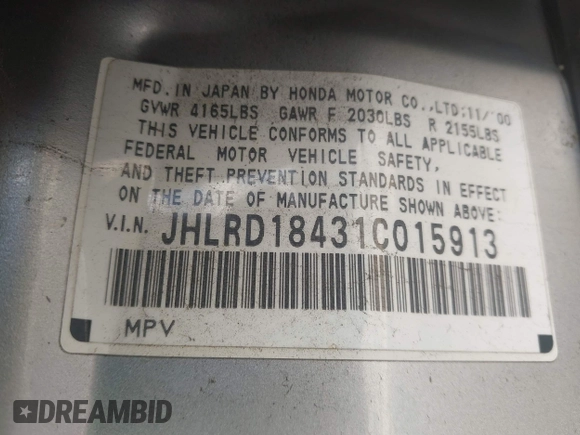 MFD. IN JAPAN BY HONDA MOTOR CO., LTD; 11/'00
GVWR 4165LBS GAWR F 2030LBS R 2155LBS
THIS VEHICLE CONFORMS TO ALL APPLICABLE
FEDERAL MOTOR VEHICLE SAFETY,
AND THEFT PREVENTION STANDARDS IN EFFECT
ON THE DATE OF MANUFACTURE SHOWN ABOVE:
V.I.N. JHLRD18431C015913
MPV
DREAMBID